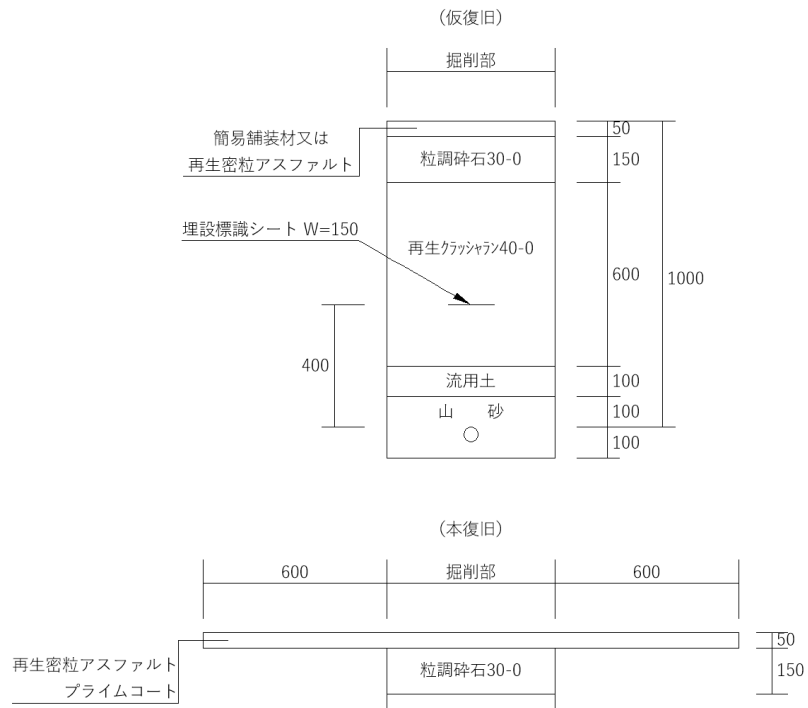 (仮復旧)
掘削部
簡易舗装材又は
再生密粒アスファルト
粒調砕石30-0
50
150
埋設標識シート W=150
再生クラッシャラン40-0
600
1000
400
流用土
100
山 砂
100
100
(本復旧)
600
掘削部
600
再生密粒アスファルト
プライムコート
粒調砕石30-0
50
150